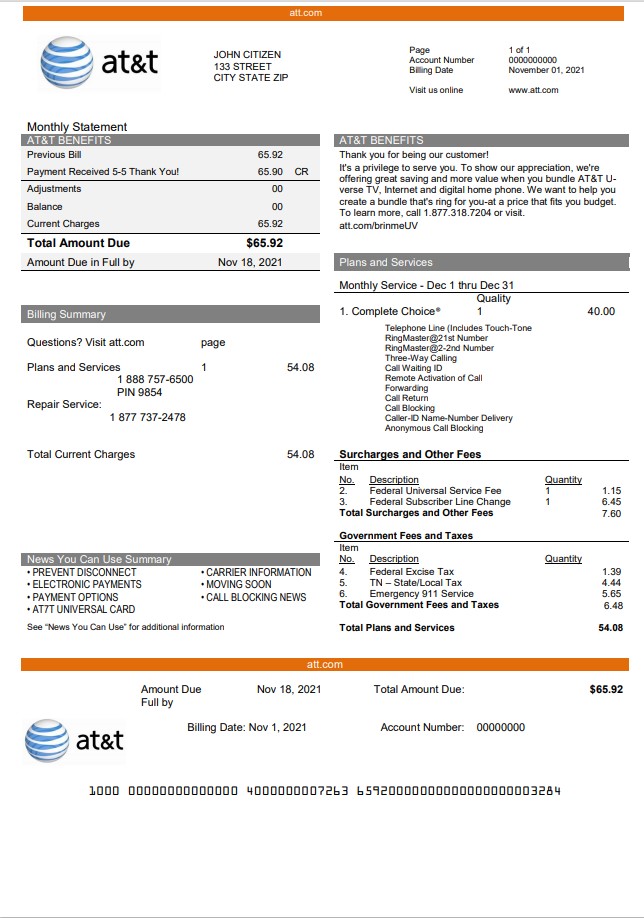 att.com
at&t
JOHN CITIZEN
133 STREET
CITY STATE ZIP
Page 1 of 1
Account Number 0000000000
Billing Date November 01, 2021
Visit us online www.att.com
Monthly Statement
AT&T BENEFITS
Previous Bill 65.92
Payment Received 5-5 Thank You! 65.90 CR
Adjustments 00
Balance 00
Current Charges 65.92
Total Amount Due $65.92
Amount Due in Full by Nov 18, 2021
Billing Summary
Questions? Visit att.com page
Plans and Services 1 54.08
1 888 757-6500
PIN 9854
Repair Service:
1 877 737-2478
Total Current Charges 54.08
News You Can Use Summary
• PREVENT DISCONNECT • CARRIER INFORMATION
• ELECTRONIC PAYMENTS • MOVING SOON
• PAYMENT OPTIONS • CALL BLOCKING NEWS
• AT7T UNIVERSAL CARD
See "News You Can Use" for additional information
AT&T BENEFITS
Thank you for being our customer!
It's a privilege to serve you. To show our appreciation, we're
offering great saving and more value when you bundle AT&T U-
verse TV, Internet and digital home phone. We want to help you
create a bundle that's ring for you-at a price that fits you budget.
To learn more, call 1.877.318.7204 or visit.
att.com/brinmeUV
Plans and Services
Monthly Service - Dec 1 thru Dec 31
Quality
1. Complete Choice® 1 40.00
Telephone Line (Includes Touch-Tone
RingMaster@21st Number
RingMaster@2-2nd Number
Three-Way Calling
Call Waiting ID
Remote Activation of Call
Forwarding
Call Return
Call Blocking
Caller-ID Name-Number Delivery
Anonymous Call Blocking
Surcharges and Other Fees
Item
No. Description Quantity
2. Federal Universal Service Fee 1 1.15
3. Federal Subscriber Line Change 1 6.45
Total Surcharges and Other Fees 7.60
Government Fees and Taxes
Item
No. Description Quantity
4. Federal Excise Tax 1.39
5. TN – State/Local Tax 4.44
6. Emergency 911 Service 5.65
Total Government Fees and Taxes 6.48
Total Plans and Services 54.08
att.com
Amount Due Nov 18, 2021 Total Amount Due: $65.92
Full by
at&t
Billing Date: Nov 1, 2021 Account Number: 00000000
1000 00000000000000 4000000007263 65920000000000000000003284